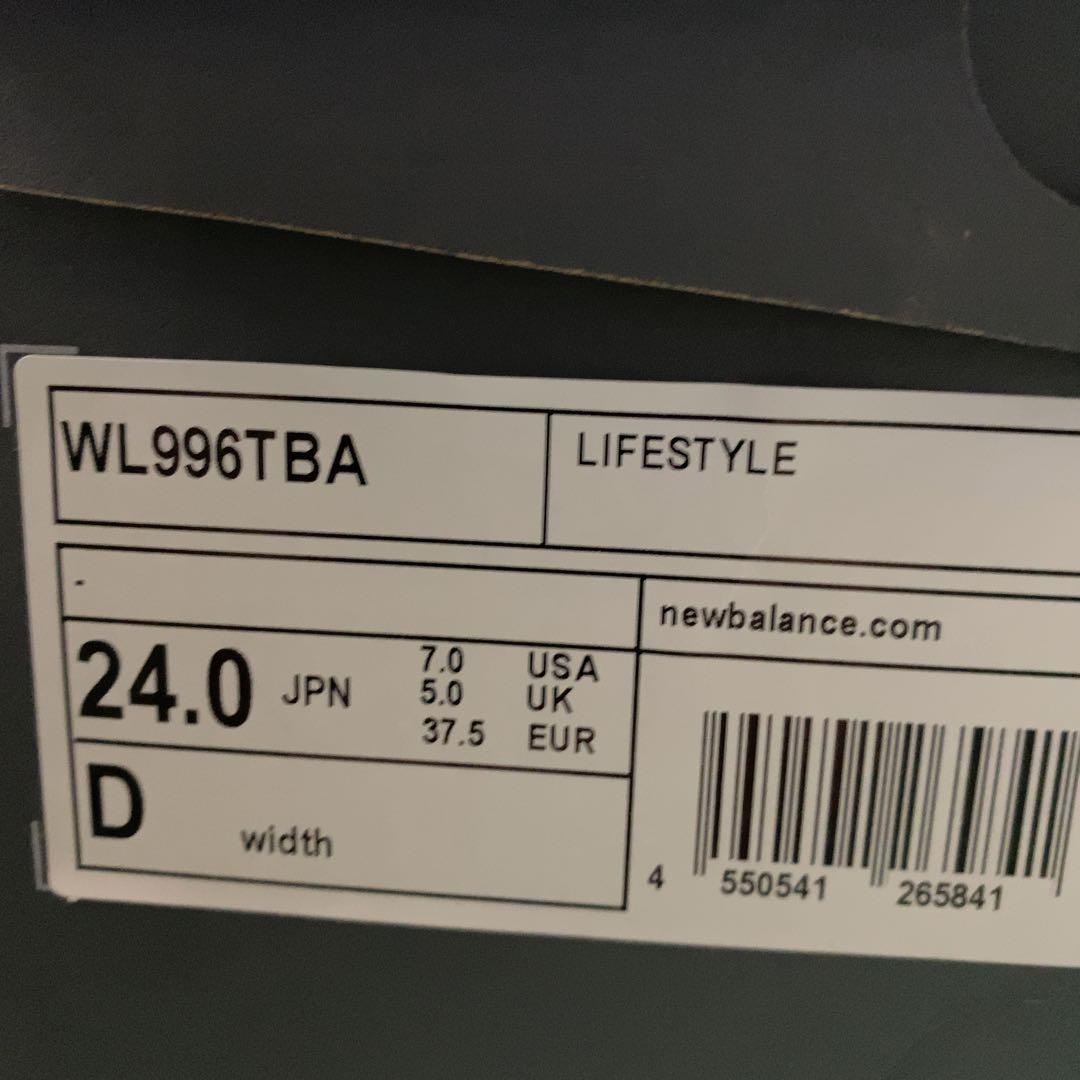 WL996TBA
LIFESTYLE
-
newbalance.com
24.0 JPN
7.0 USA
5.0 UK
37.5 EUR
D width
4 550541 265841